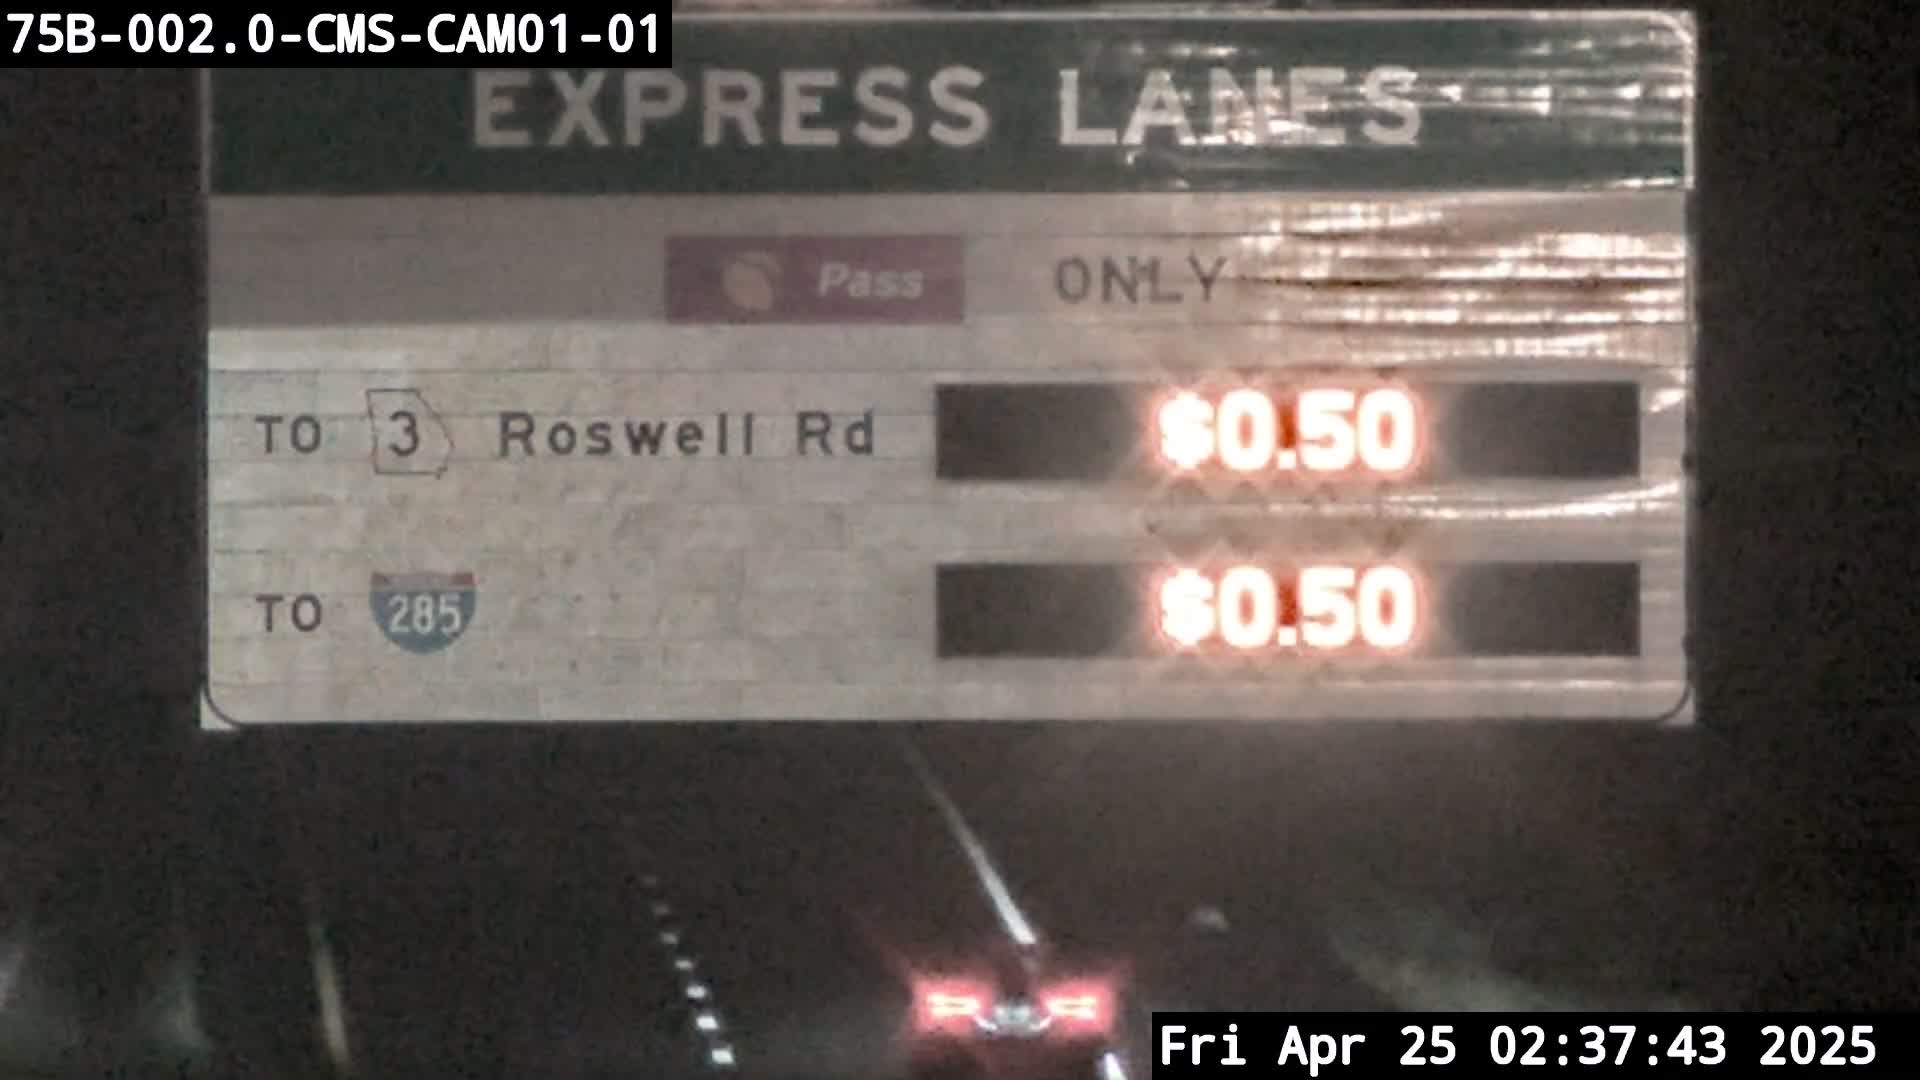 75B-002.0-CMS-CAM01-01
EXPRESS LANES
Pass ONLY
TO 3 Roswell Rd $0.50
TO 285 $0.50
Fri Apr 25 02:37:43 2025